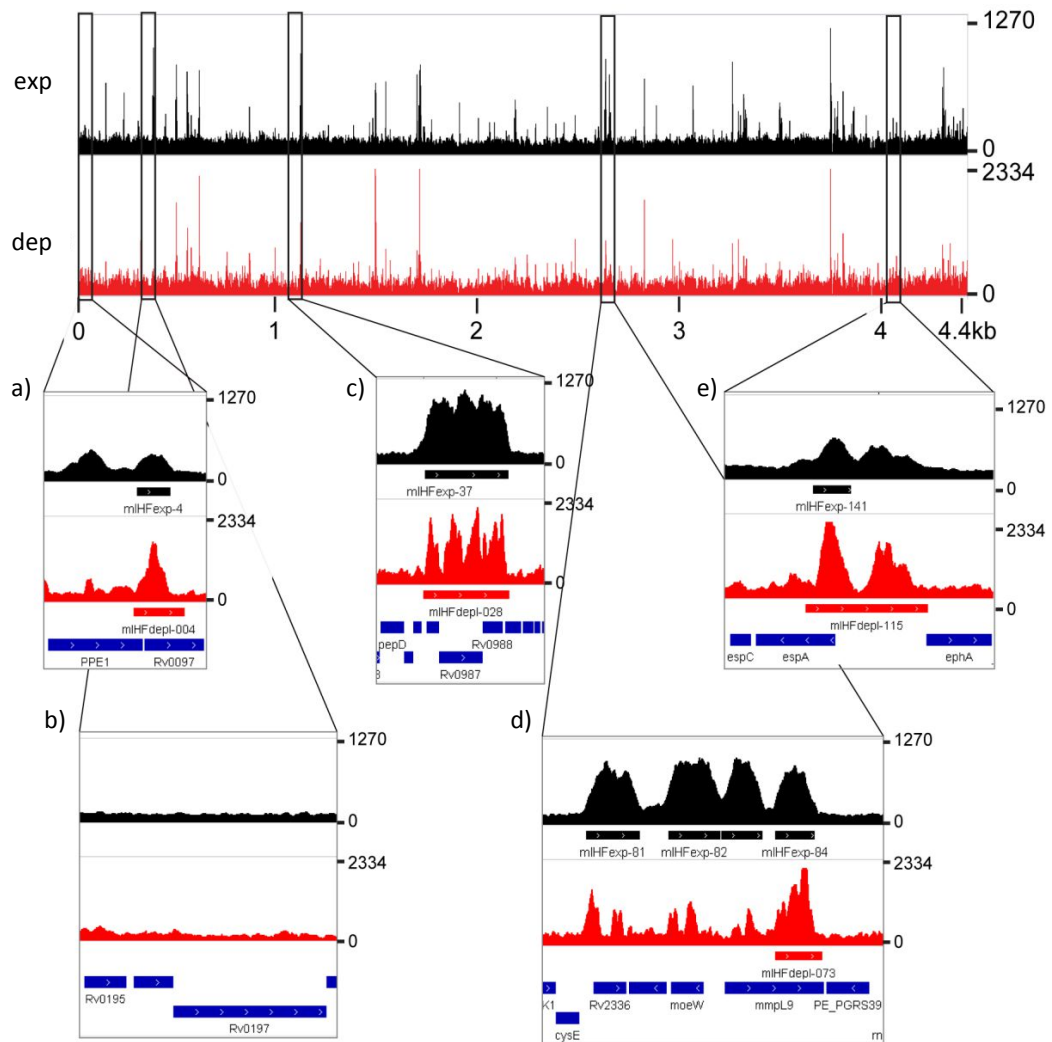 1270
exp
0
2334
dep
0
0 1 2 3 4 4.4kb
a)
1270
0
mIHFexp-4
2334
0
mIHFdepl-004
PPE1 Rv0097
c)
1270
0
mIHFexp-37
2334
0
mIHFdepl-028
pepD Rv0988
3 Rv0987
e)
1270
0
mIHFexp-141
2334
0
mIHFdepl-115
espC espA ephA
b)
1270
0
2334
0
Rv0195
Rv0197
d)
1270
0
mIHFexp-81 mIHFexp-82 mIHFexp-84
2334
0
mIHFdepl-073
K1 Rv2336 moeW mmpL9 PE_PGRS39
cysE rn